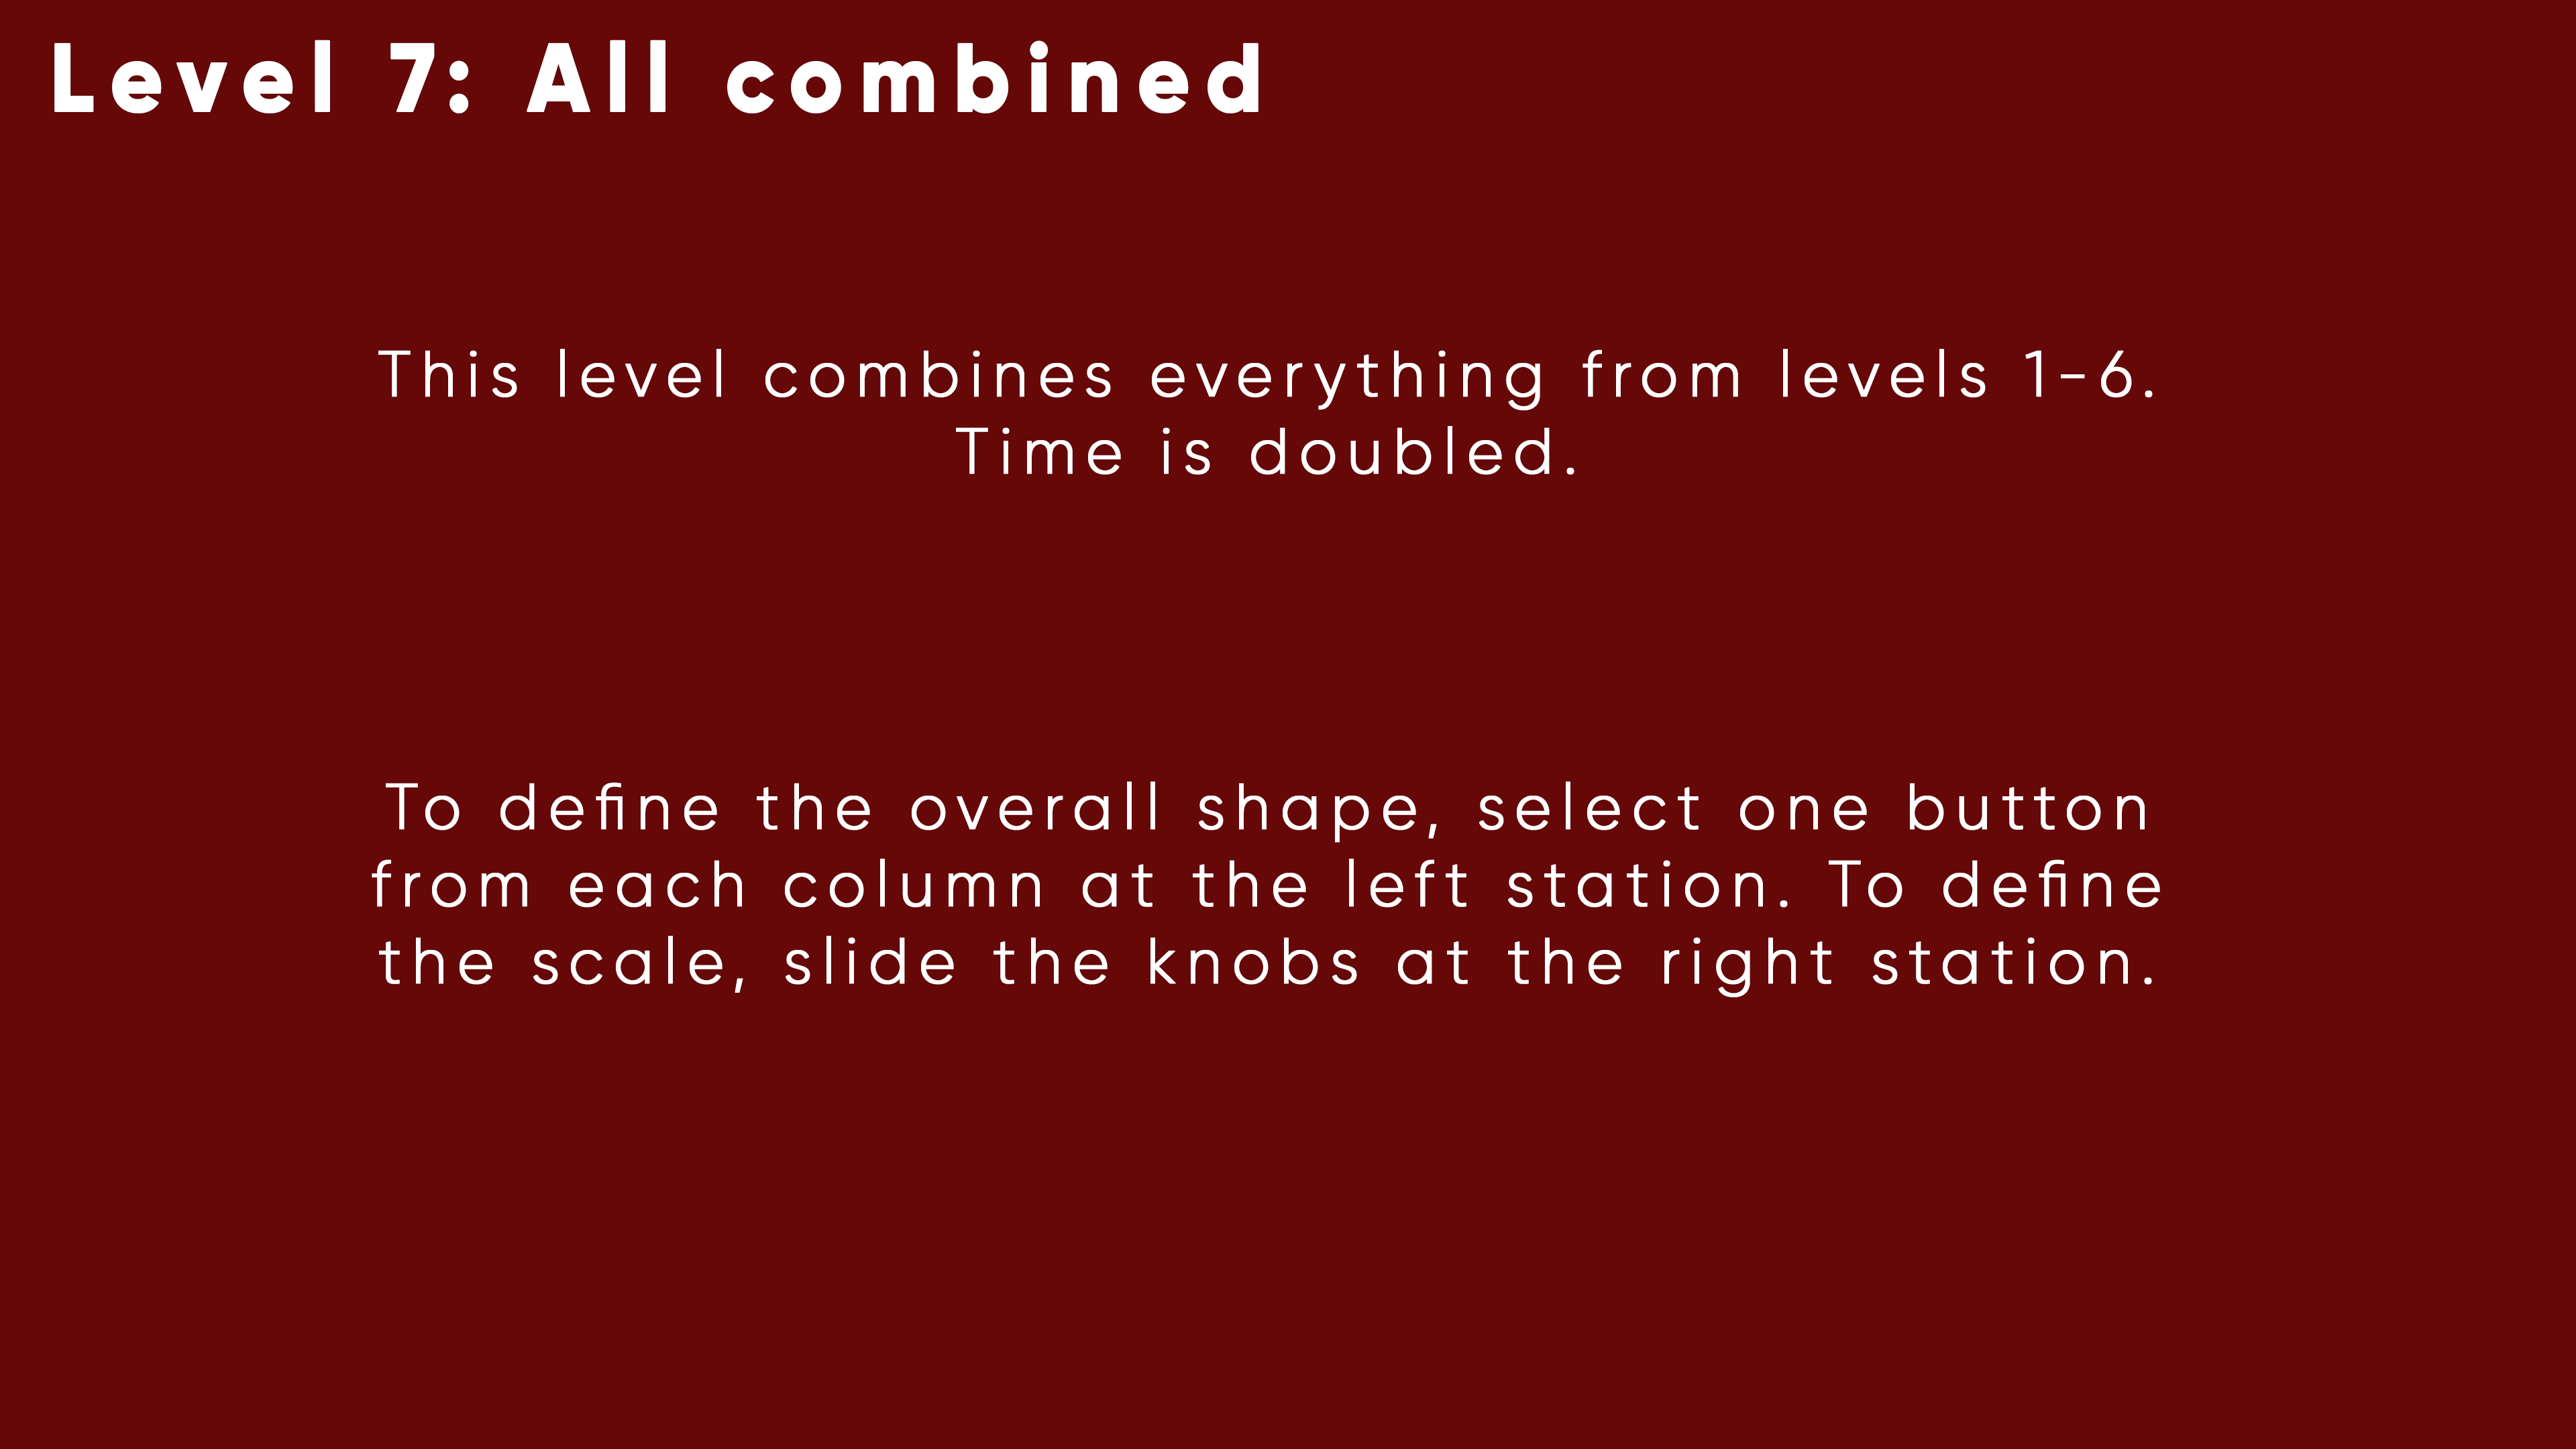 Level 7: All combined
This level combines everything from levels 1-6.
Time is doubled.
To define the overall shape, select one button
from each column at the left station. To define
the scale, slide the knobs at the right station.